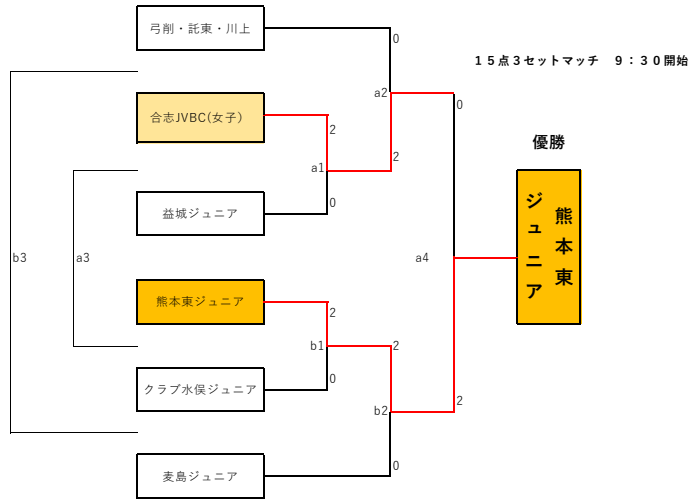 弓削・託東・川上
0
15点3セットマッチ　9：30開始
a2
0
合志JVBC(女子)
2
優勝
2
a1
0
益城ジュニア
熊本東
ジュニア
b3
a3
a4
熊本東ジュニア
2
b1
2
0
クラブ水俣ジュニア
2
b2
0
麦島ジュニア